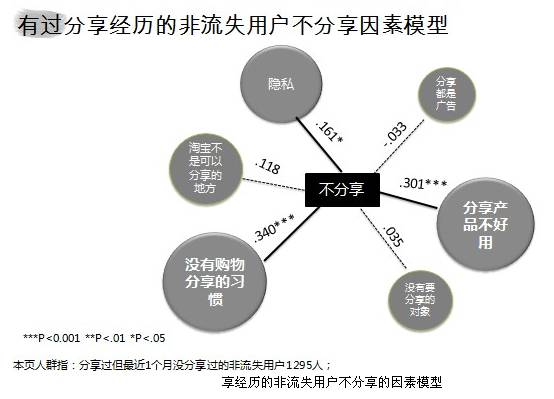 有过分享经历的非流失用户不分享因素模型
隐私
分享
都是
广告
.161*
-.033
淘宝不
是可以
分享的
地方
.118
不分享
.301***
分享产
品不好
用
.340***
.035
没有购物
分享的习
惯
没有要
分享的
对象
***P<0.001 **P<.01 *P<.05
本页人群指：分享过但最近1个月没分享过的非流失用户1295人；
享经历的非流失用户不分享的因素模型